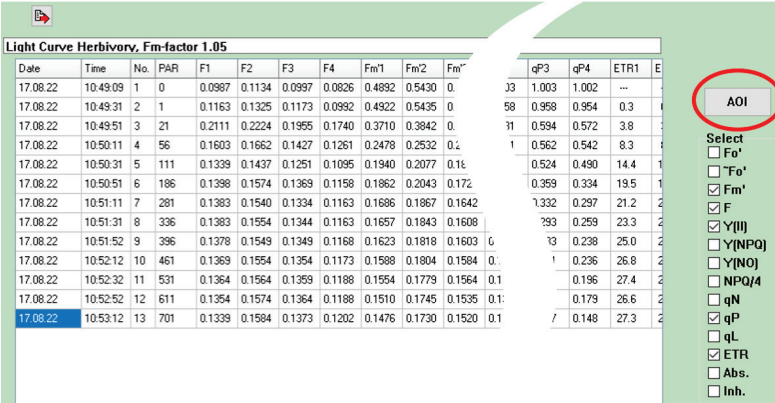 Light Curve Herbivory, Fm-factor 1.05
Date Time No. PAR F1 F2 F3 F4 Fm'1 Fm'2 qP3 qP4 ETR1
17.08.22 10:49:09 1 0 0.0987 0.1134 0.0997 0.0826 0.4892 0.5430 1.003 1.002 ---
17.08.22 10:49:31 2 1 0.1163 0.1325 0.1173 0.0992 0.4922 0.5435 0.958 0.954 0.3
17.08.22 10:49:51 3 21 0.2111 0.2224 0.1955 0.1740 0.3710 0.3842 0.594 0.572 3.8
17.08.22 10:50:11 4 56 0.1603 0.1662 0.1427 0.1261 0.2478 0.2532 0.562 0.542 8.3
17.08.22 10:50:31 5 111 0.1339 0.1437 0.1251 0.1095 0.1940 0.2077 0.524 0.490 14.4
17.08.22 10:50:51 6 186 0.1398 0.1574 0.1369 0.1158 0.1862 0.2043 0.172 0.359 0.334 19.5
17.08.22 10:51:11 7 281 0.1383 0.1540 0.1334 0.1163 0.1686 0.1867 0.1642 0.332 0.297 21.2
17.08.22 10:51:31 8 336 0.1383 0.1554 0.1344 0.1163 0.1657 0.1843 0.1608 0.259 23.3
17.08.22 10:51:52 9 396 0.1378 0.1549 0.1349 0.1168 0.1623 0.1818 0.1603 0.238 25.0
17.08.22 10:52:12 10 461 0.1369 0.1554 0.1354 0.1173 0.1588 0.1804 0.1584 0.236 26.8
17.08.22 10:52:32 11 531 0.1364 0.1564 0.1359 0.1188 0.1554 0.1779 0.1564 0.196 27.4
17.08.22 10:52:52 12 611 0.1354 0.1574 0.1364 0.1188 0.1510 0.1745 0.1535 0.179 26.6
17.08.22 10:53:12 13 701 0.1339 0.1584 0.1373 0.1202 0.1476 0.1730 0.1520 0.148 27.3
AOI
Select
Fo'
~Fo'
Fm'
F
Y(II)
Y(NPQ)
Y(NO)
NPQ/4
qN
qP
qL
ETR
Abs.
Inh.